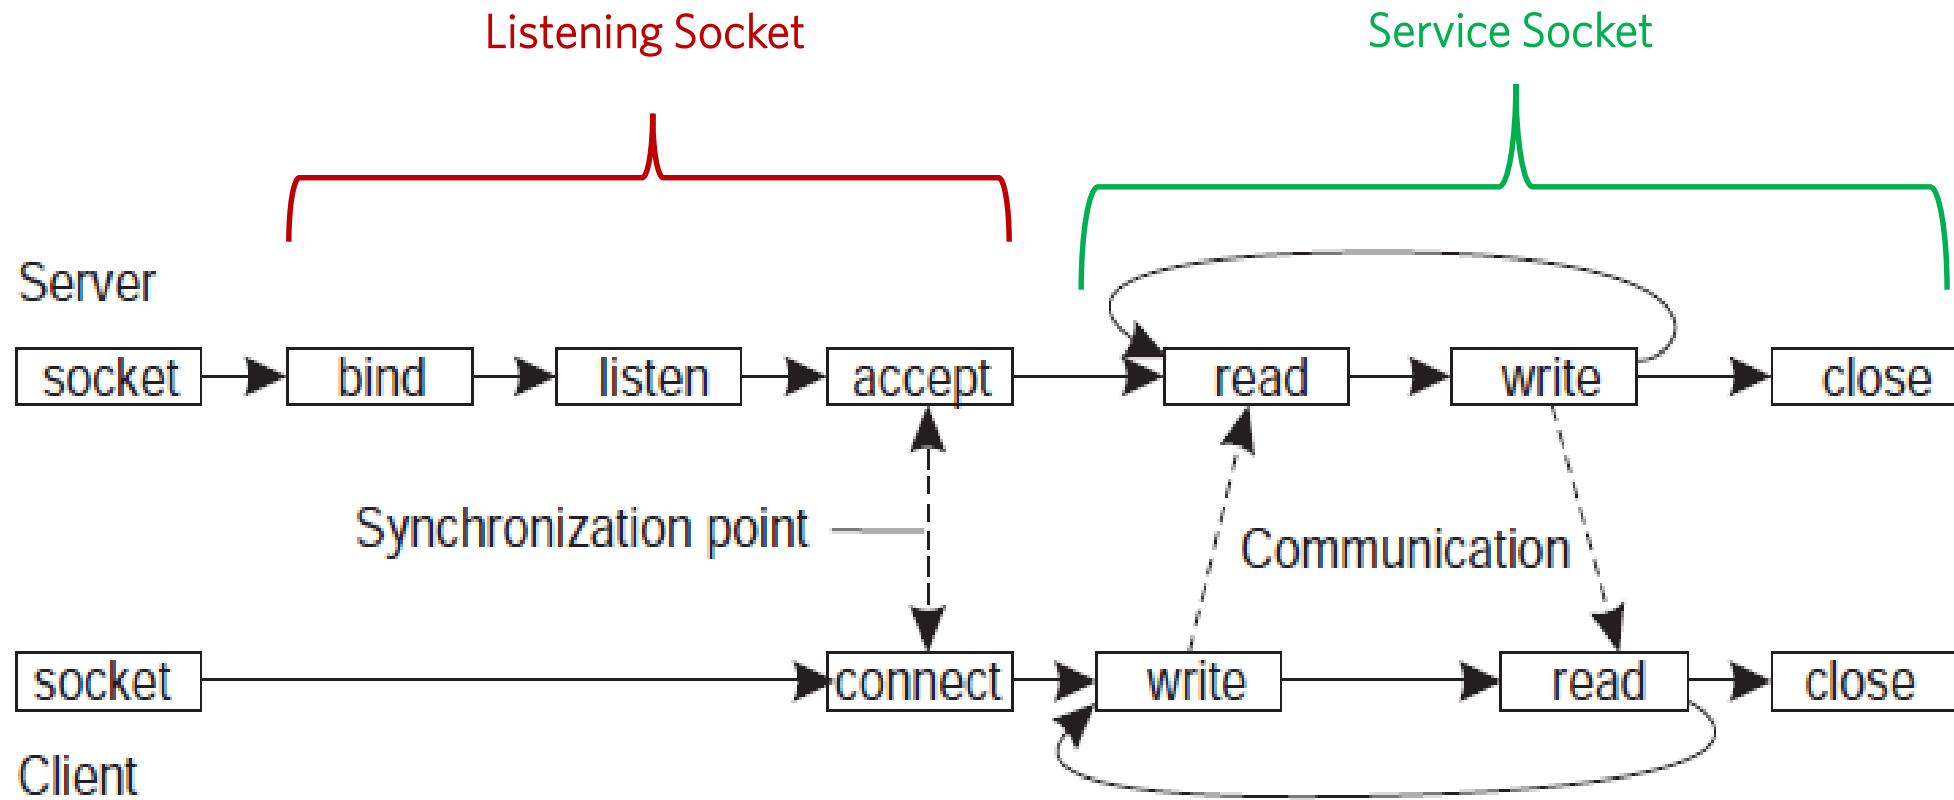 Listening Socket
Service Socket
Server
socket
bind
listen
accept
read
write
close
Synchronization point
Communication
socket
connect
write
read
close
Client